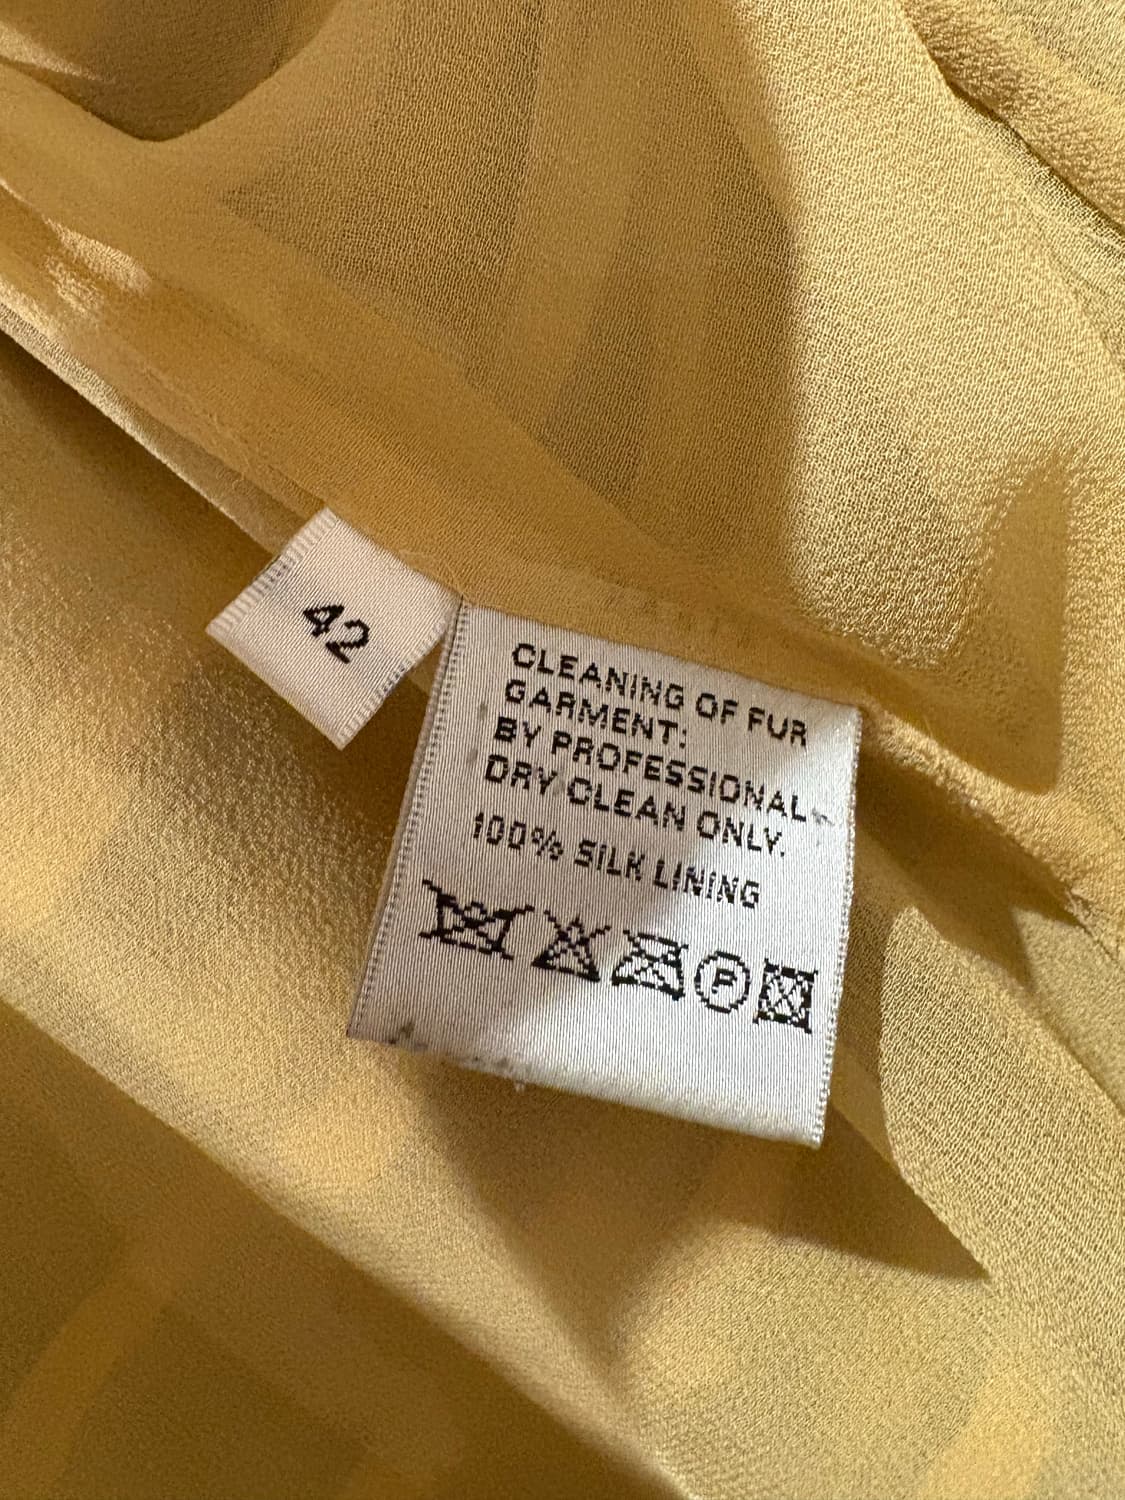 42
CLEANING OF FUR
GARMENT:
BY PROFESSIONAL
DRY CLEAN ONLY.
100% SILK LINING
P